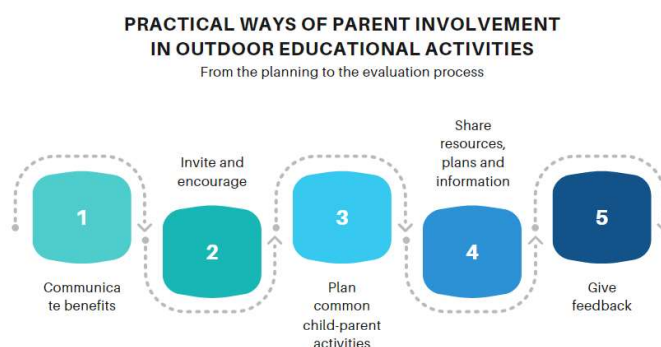 PRACTICAL WAYS OF PARENT INVOLVEMENT
IN OUTDOOR EDUCATIONAL ACTIVITIES
From the planning to the evaluation process
1
Communica
te benefits
Invite and
encourage
2
3
Plan
common
child-parent
activities
Share
resources,
plans and
information
4
5
Give
feedback